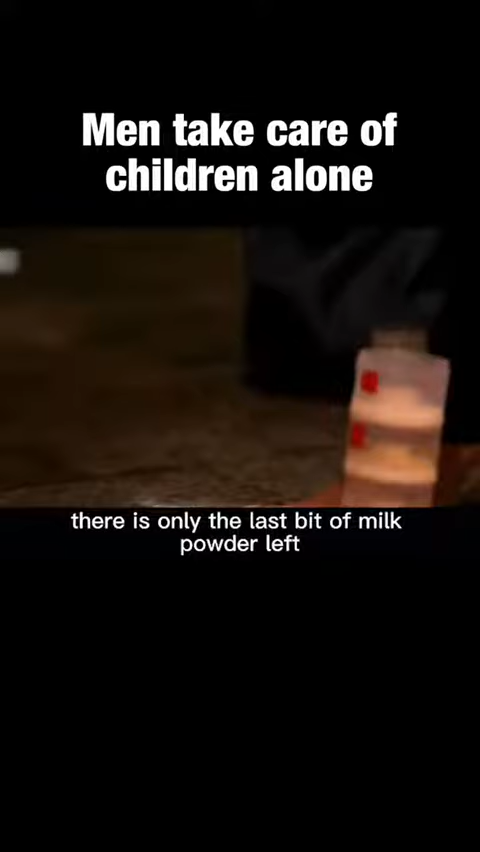 Men take care of
children alone
there is only the last bit of milk
powder left